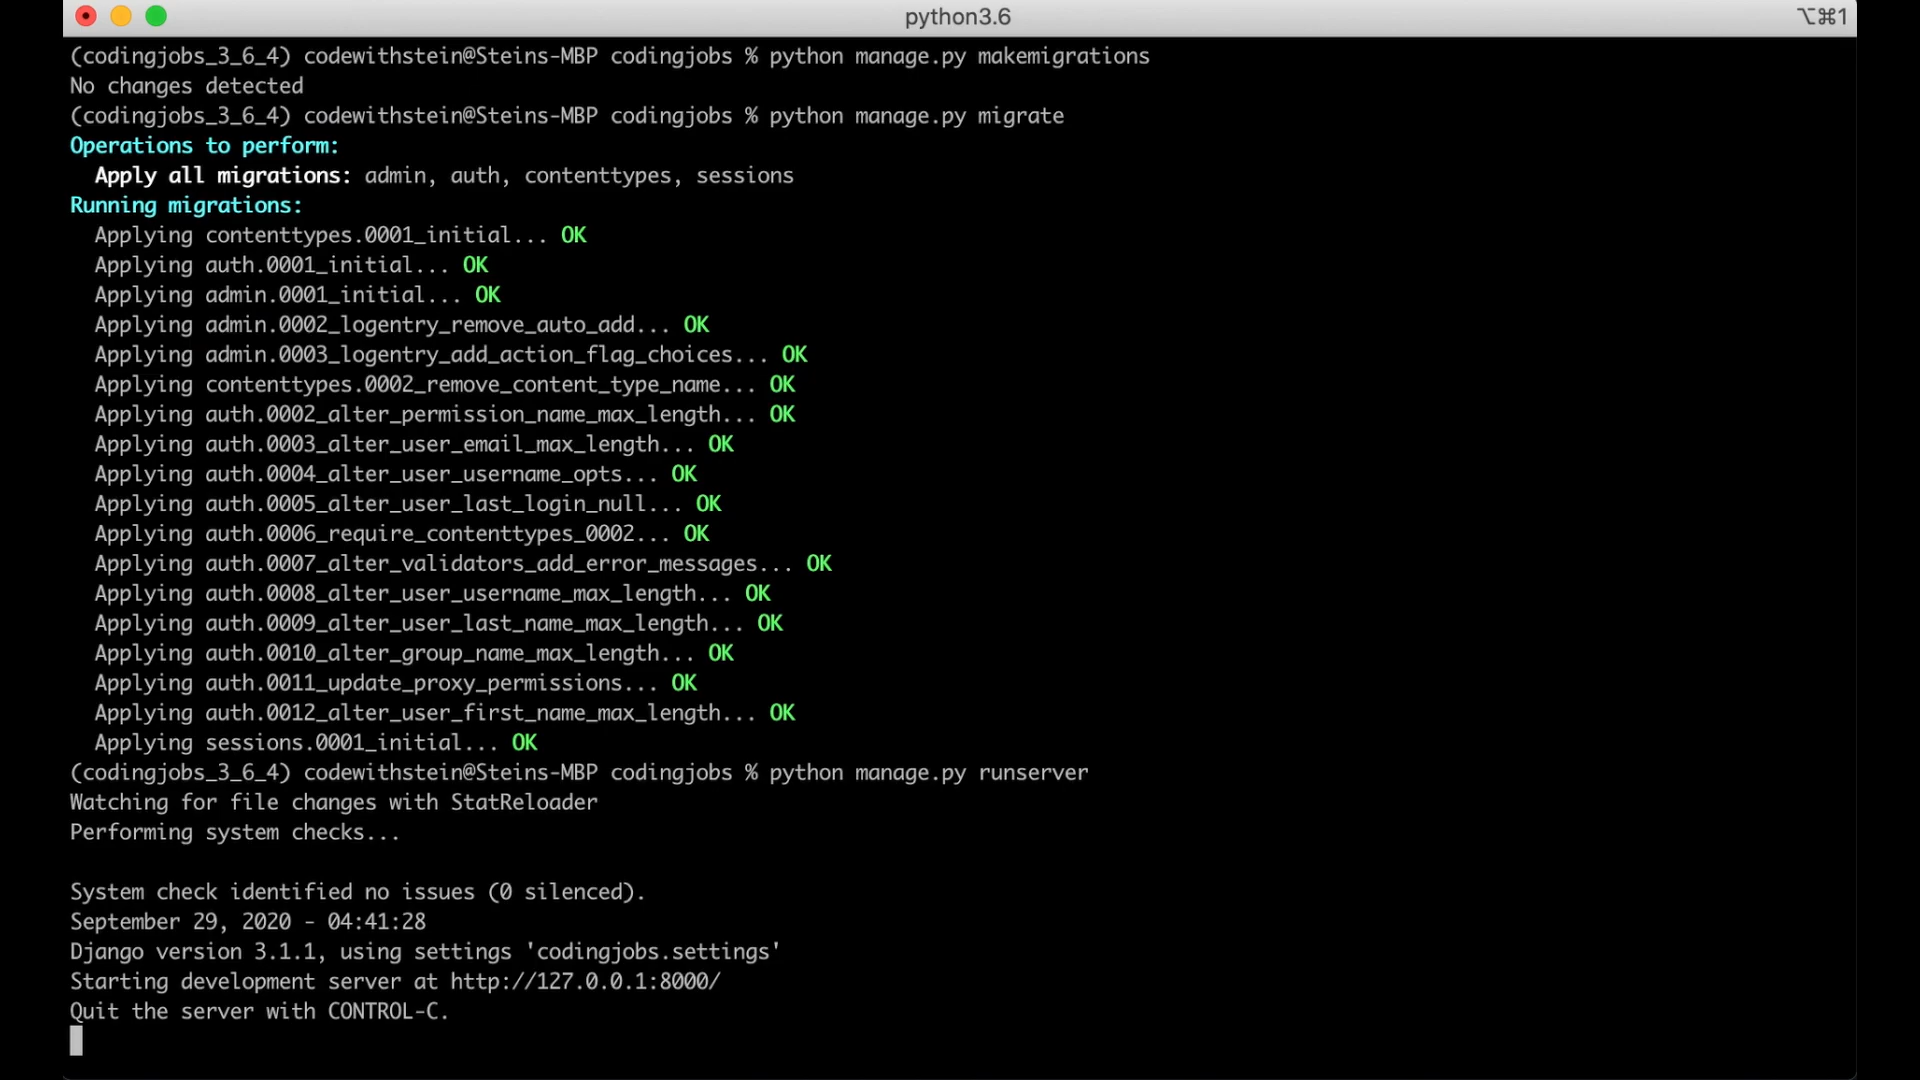 python3.6
⌥⌘1
(codingjobs_3_6_4) codewithstein@Steins-MBP codingjobs % python manage.py makemigrations
No changes detected
(codingjobs_3_6_4) codewithstein@Steins-MBP codingjobs % python manage.py migrate
Operations to perform:
  Apply all migrations: admin, auth, contenttypes, sessions
Running migrations:
  Applying contenttypes.0001_initial... OK
  Applying auth.0001_initial... OK
  Applying admin.0001_initial... OK
  Applying admin.0002_logentry_remove_auto_add... OK
  Applying admin.0003_logentry_add_action_flag_choices... OK
  Applying contenttypes.0002_remove_content_type_name... OK
  Applying auth.0002_alter_permission_name_max_length... OK
  Applying auth.0003_alter_user_email_max_length... OK
  Applying auth.0004_alter_user_username_opts... OK
  Applying auth.0005_alter_user_last_login_null... OK
  Applying auth.0006_require_contenttypes_0002... OK
  Applying auth.0007_alter_validators_add_error_messages... OK
  Applying auth.0008_alter_user_username_max_length... OK
  Applying auth.0009_alter_user_last_name_max_length... OK
  Applying auth.0010_alter_group_name_max_length... OK
  Applying auth.0011_update_proxy_permissions... OK
  Applying auth.0012_alter_user_first_name_max_length... OK
  Applying sessions.0001_initial... OK
(codingjobs_3_6_4) codewithstein@Steins-MBP codingjobs % python manage.py runserver
Watching for file changes with StatReloader
Performing system checks...

System check identified no issues (0 silenced).
September 29, 2020 - 04:41:28
Django version 3.1.1, using settings 'codingjobs.settings'
Starting development server at http://127.0.0.1:8000/
Quit the server with CONTROL-C.